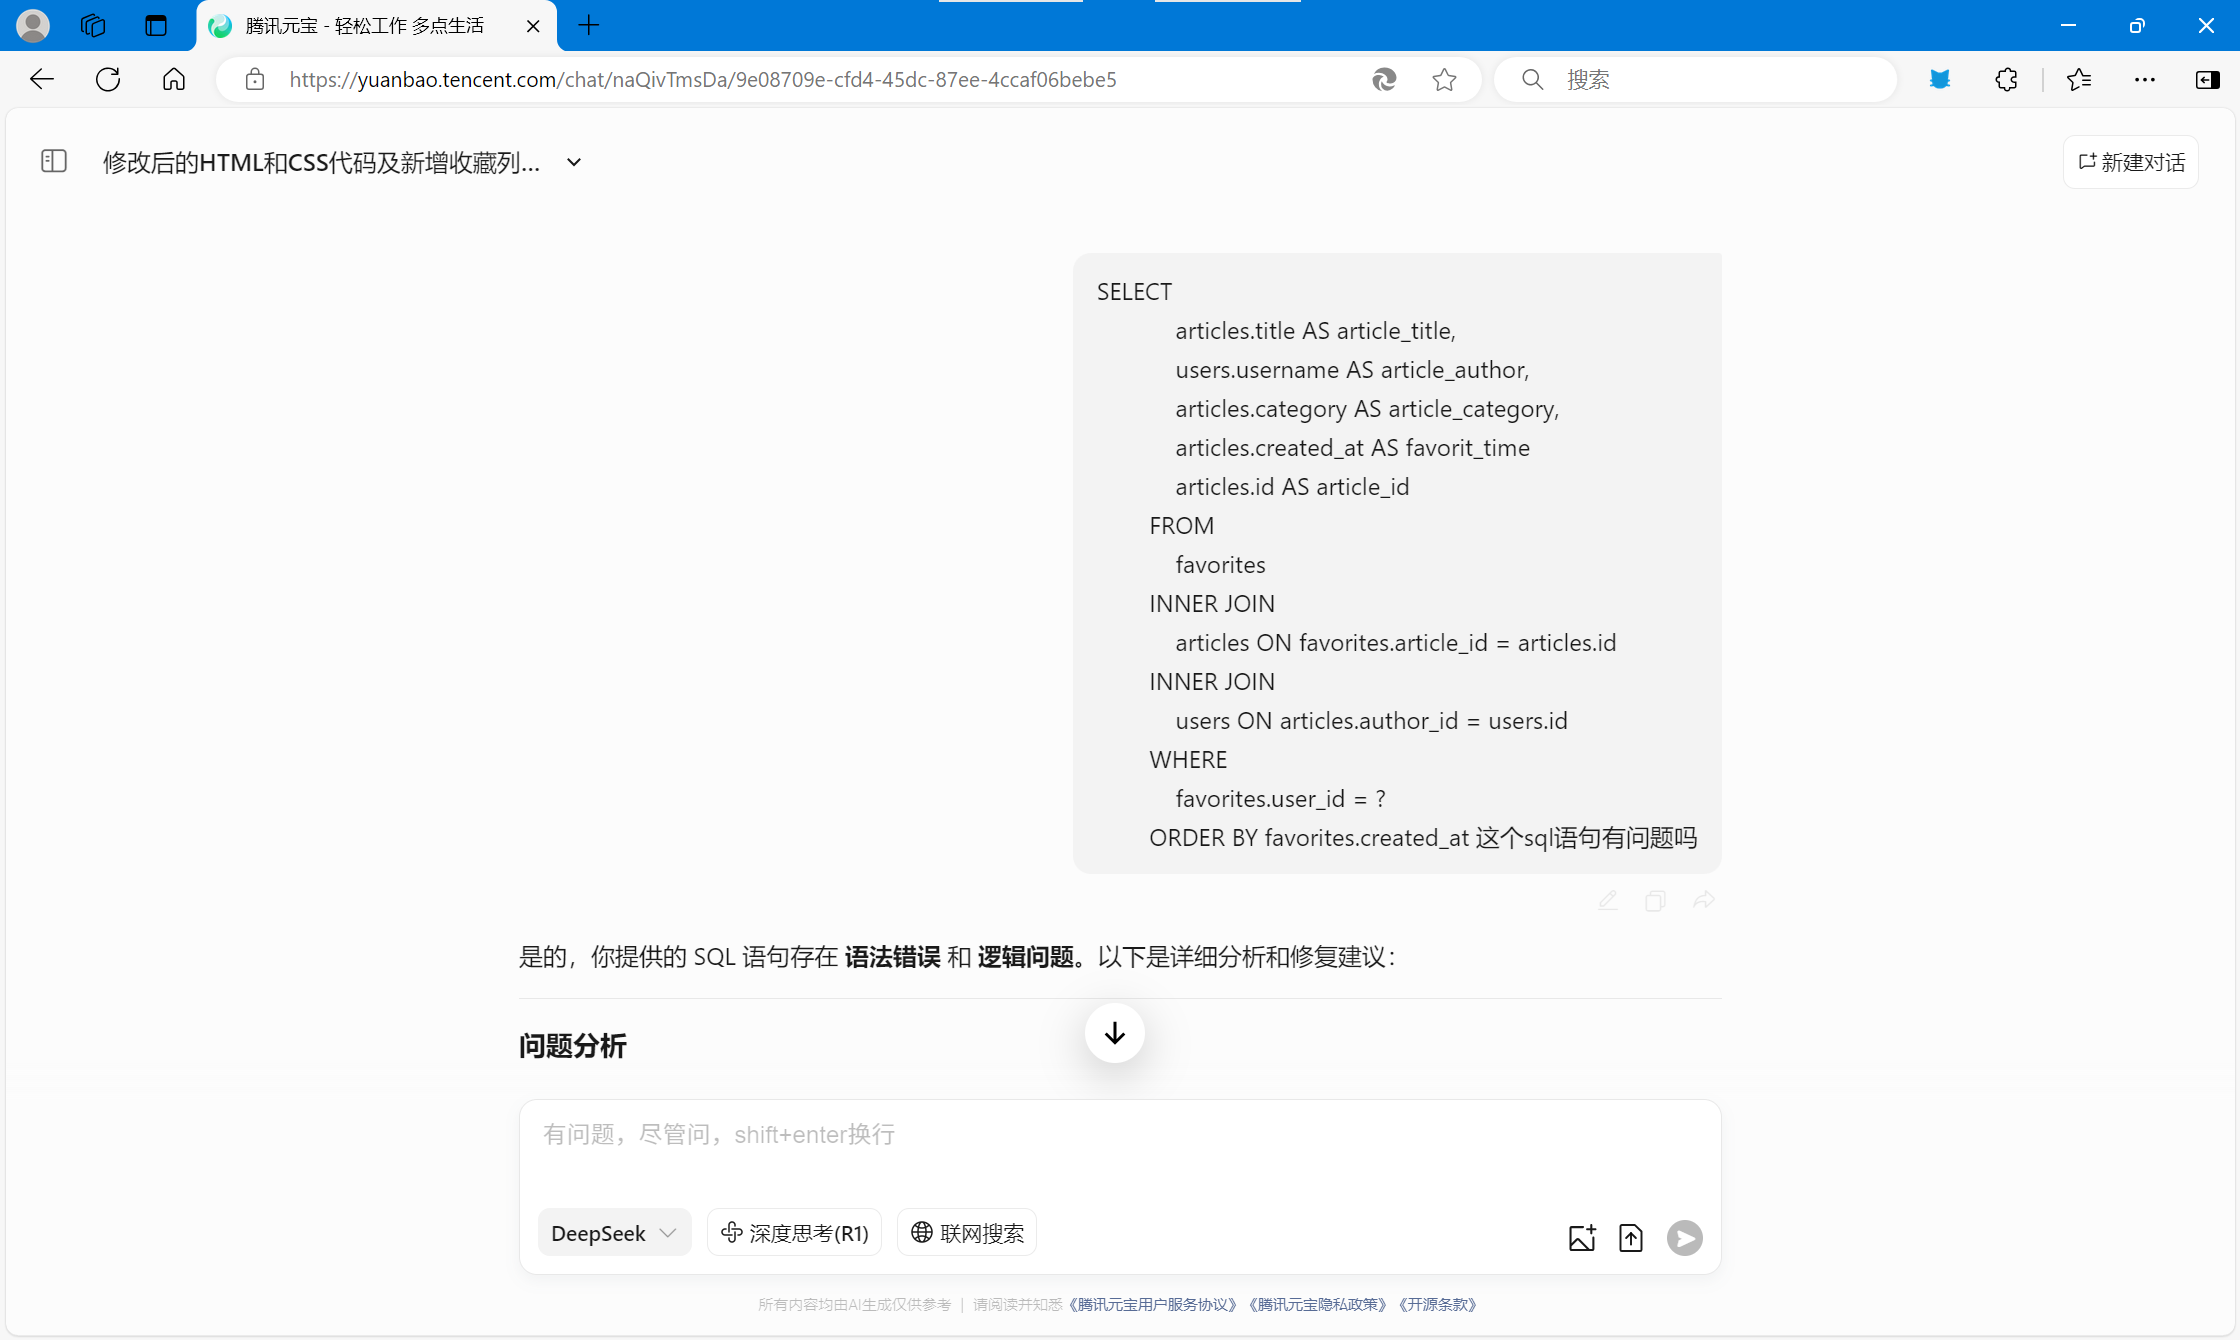 腾讯元宝 - 轻松工作 多点生活
https://yuanbao.tencent.com/chat/naQivTmsDa/9e08709e-cfd4-45dc-87ee-4ccaf06bebe5
搜索
修改后的HTML和CSS代码及新增收藏列...
新建对话
SELECT
articles.title AS article_title,
users.username AS article_author,
articles.category AS article_category,
articles.created_at AS favorit_time
articles.id AS article_id
FROM
favorites
INNER JOIN
articles ON favorites.article_id = articles.id
INNER JOIN
users ON articles.author_id = users.id
WHERE
favorites.user_id = ?
ORDER BY favorites.created_at 这个sql语句有问题吗
是的，你提供的 SQL 语句存在 语法错误 和 逻辑问题。以下是详细分析和修复建议：
问题分析
有问题，尽管问，shift+enter换行
DeepSeek
深度思考(R1)
联网搜索
所有内容均由AI生成仅供参考 | 请阅读并知悉《腾讯元宝用户服务协议》《腾讯元宝隐私政策》《开源条款》